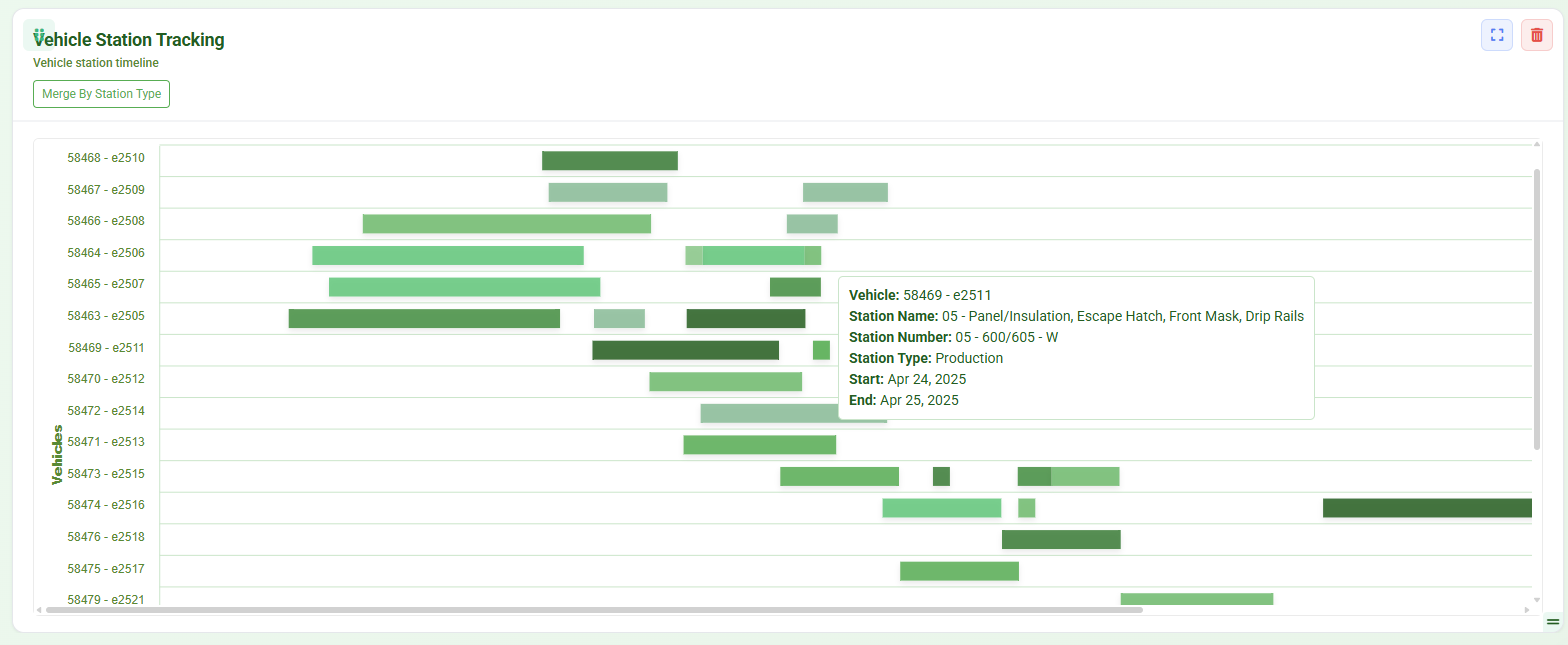 Vehicle Station Tracking
Vehicle station timeline
Merge By Station Type
58468 - e2510
58467 - e2509
58466 - e2508
58464 - e2506
58465 - e2507
58463 - e2505
58469 - e2511
58470 - e2512
58472 - e2514
58471 - e2513
58473 - e2515
58474 - e2516
58476 - e2518
58475 - e2517
58479 - e2521
Vehicles
Vehicle: 58469 - e2511
Station Name: 05 - Panel/Insulation, Escape Hatch, Front Mask, Drip Rails
Station Number: 05 - 600/605 - W
Station Type: Production
Start: Apr 24, 2025
End: Apr 25, 2025